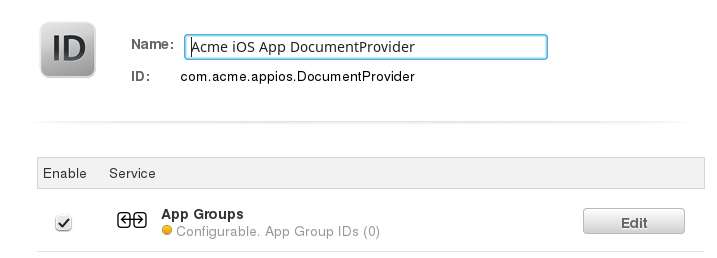 ID
Name: Acme iOS App DocumentProvider
ID: com.acme.appios.DocumentProvider
Enable Service
App Groups
Configurable. App Group IDs (0)
Edit